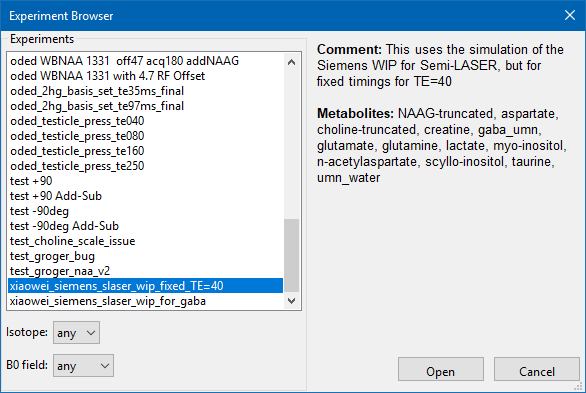 Experiment Browser
Experiments
oded WBNAA 1331  off47 acq180 addNAAG
oded WBNAA 1331 with 4.7 RF Offset
oded_2hg_basis_set_te35ms_final
oded_2hg_basis_set_te97ms_final
oded_testicle_press_te040
oded_testicle_press_te080
oded_testicle_press_te160
oded_testicle_press_te250
test +90
test +90 Add-Sub
test -90deg
test -90deg Add-Sub
test_choline_scale_issue
test_groger_bug
test_groger_naa_v2
xiaowei_siemens_slaser_wip_fixed_TE=40
xiaowei_siemens_slaser_wip_for_gaba
Isotope: any
B0 field: any
Comment: This uses the simulation of the
Siemens WIP for Semi-LASER, but for
fixed timings for TE=40
Metabolites: NAAG-truncated, aspartate,
choline-truncated, creatine, gaba_umn,
glutamate, glutamine, lactate, myo-inositol,
n-acetylaspartate, scyllo-inositol, taurine,
umn_water
Open
Cancel